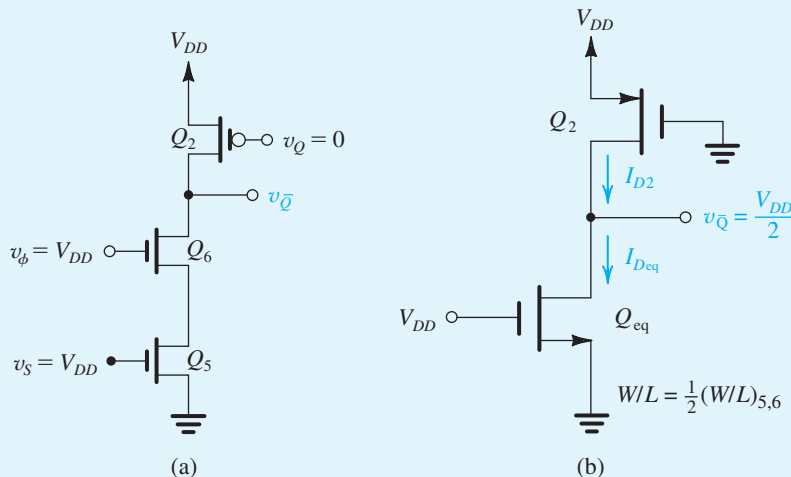 V_DD
Q_2
v_Q = 0
v_Q̄
v_ϕ = V_DD
Q_6
v_S = V_DD
Q_5
(a)
V_DD
Q_2
I_D2
v_Q̄ = V_DD/2
I_Deq
V_DD
Q_eq
W/L = ½(W/L)_5,6
(b)